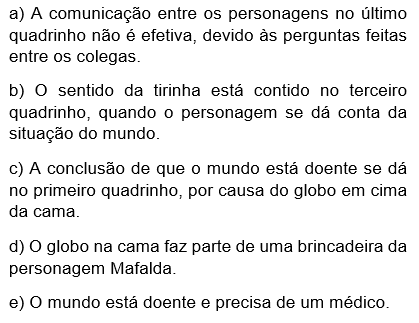 a) A comunicação entre os personagens no último
quadrinho não é efetiva, devido às perguntas feitas
entre os colegas.
b) O sentido da tirinha está contido no terceiro
quadrinho, quando o personagem se dá conta da
situação do mundo.
c) A conclusão de que o mundo está doente se dá
no primeiro quadrinho, por causa do globo em cima
da cama.
d) O globo na cama faz parte de uma brincadeira da
personagem Mafalda.
e) O mundo está doente e precisa de um médico.